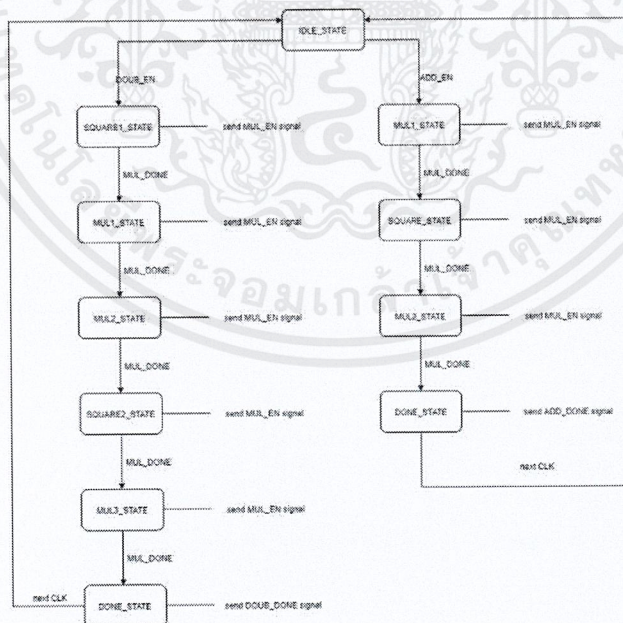 IDLE_STATE
DOUB_EN
ADD_EN
SQUARE1_STATE
send MUL_EN signal
MUL1_STATE
send MUL_EN signal
MUL_DONE
MUL_DONE
MUL1_STATE
send MUL_EN signal
SQUARE_STATE
send MUL_EN signal
MUL_DONE
MUL_DONE
MUL2_STATE
send MUL_EN signal
MUL2_STATE
send MUL_EN signal
MUL_DONE
MUL_DONE
SQUARE2_STATE
send MUL_EN signal
DONE_STATE
send ADD_DONE signal
MUL_DONE
next CLK
MUL3_STATE
send MUL_EN signal
MUL_DONE
next CLK
DONE_STATE
send DOUB_DONE signal